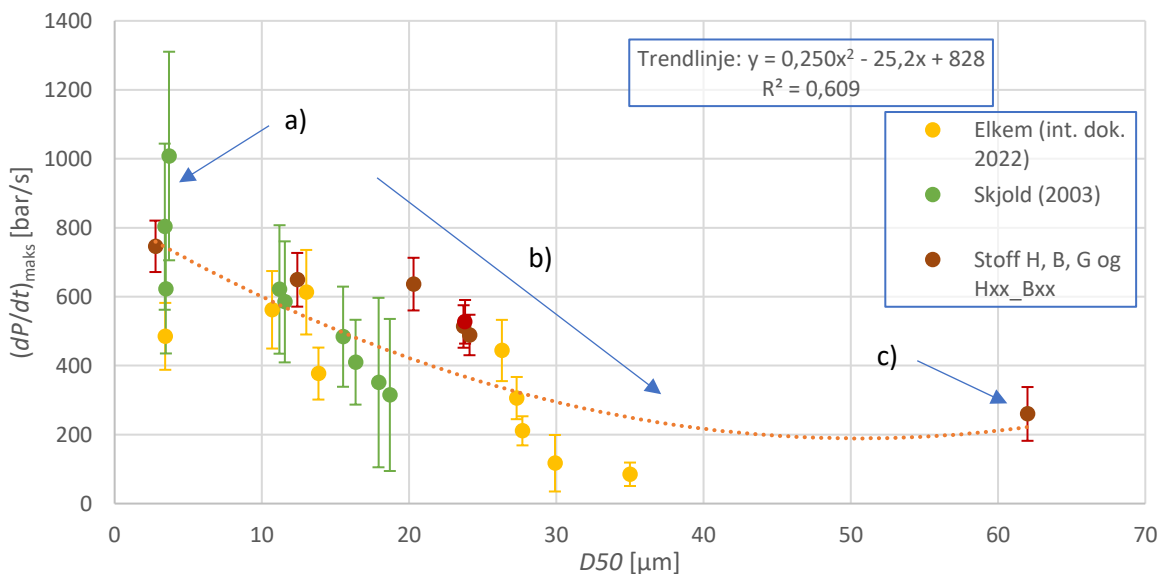 1400
1200
1000
800
600
400
200
0
(dP/dt)maks [bar/s]
0 10 20 30 40 50 60 70
D50 [µm]
Trendlinje: y = 0,250x² - 25,2x + 828
R² = 0,609
Elkem (int. dok.
2022)
Skjold (2003)
Stoff H, B, G og
Hxx_Bxx
a)
b)
c)